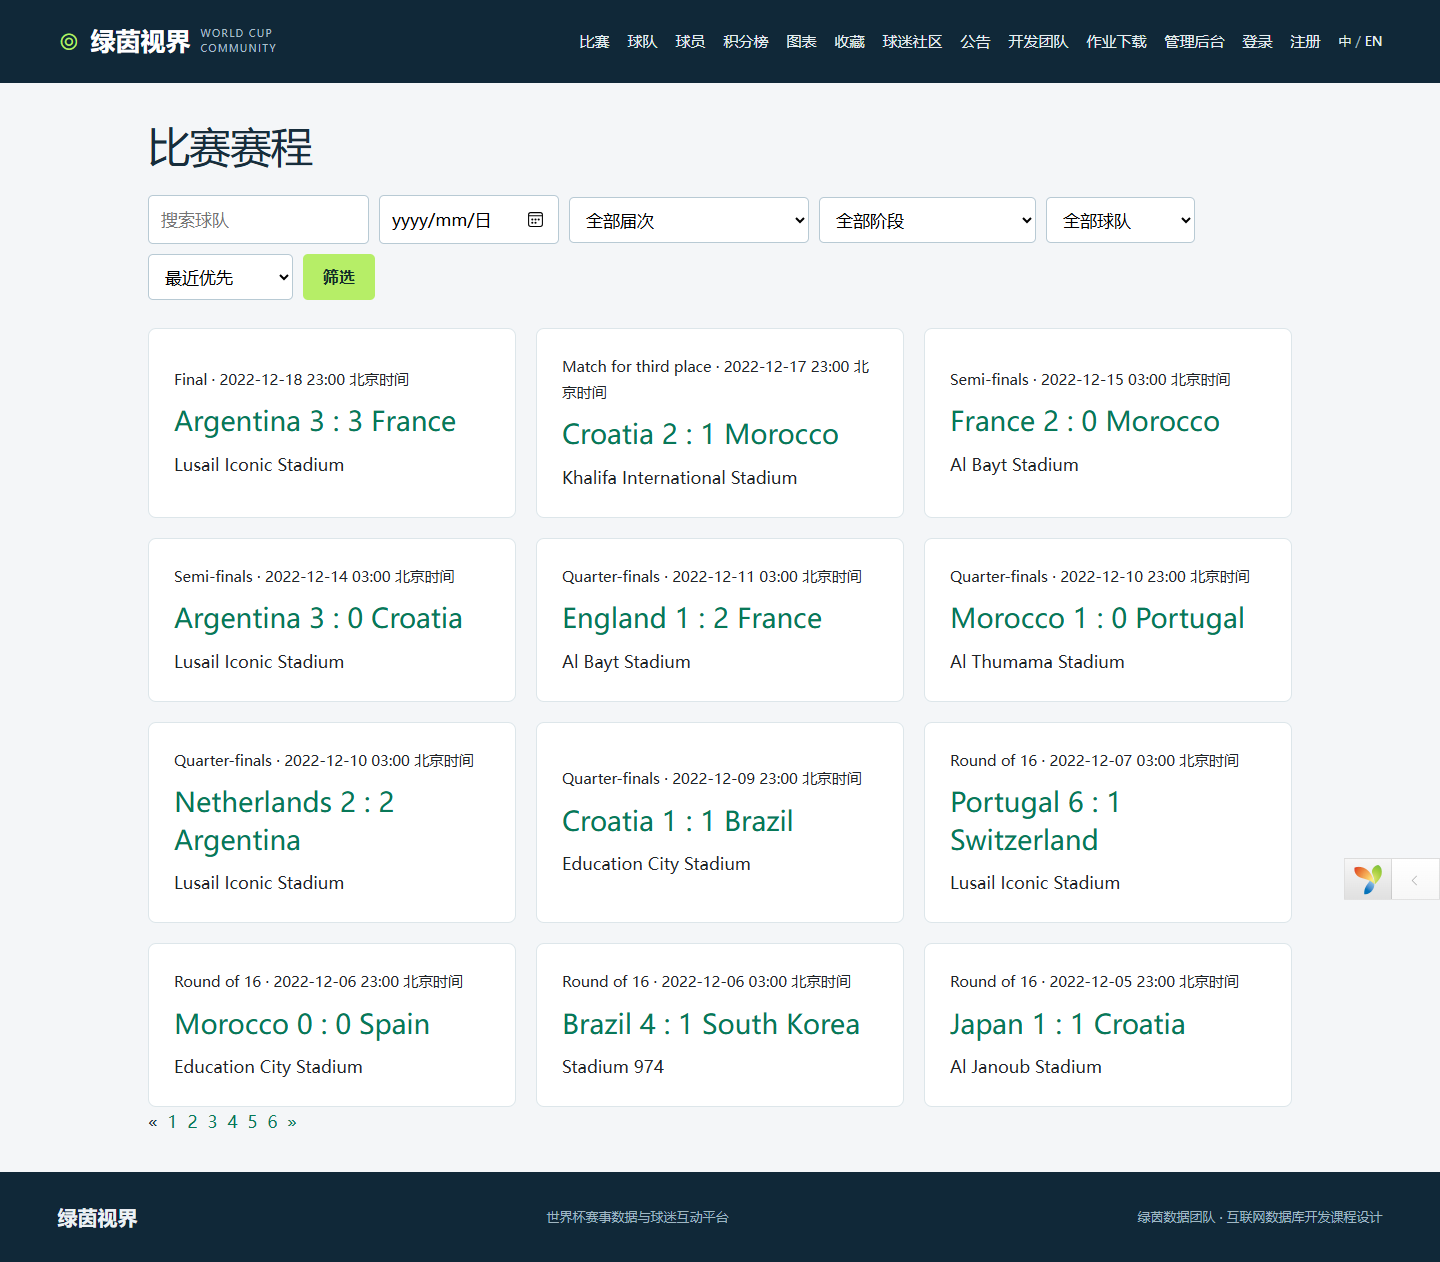 绿茵视界
WORLD CUP
COMMUNITY
比赛 球队 球员 积分榜 图表 收藏 球迷社区 公告 开发团队 作业下载 管理后台 登录 注册 中 / EN
比赛赛程
搜索球队 yyyy/mm/日 全部届次 全部阶段 全部球队
最近优先 筛选
Final · 2022-12-18 23:00 北京时间
Argentina 3 : 3 France
Lusail Iconic Stadium
Match for third place · 2022-12-17 23:00 北
京时间
Croatia 2 : 1 Morocco
Khalifa International Stadium
Semi-finals · 2022-12-15 03:00 北京时间
France 2 : 0 Morocco
Al Bayt Stadium
Semi-finals · 2022-12-14 03:00 北京时间
Argentina 3 : 0 Croatia
Lusail Iconic Stadium
Quarter-finals · 2022-12-11 03:00 北京时间
England 1 : 2 France
Al Bayt Stadium
Quarter-finals · 2022-12-10 23:00 北京时间
Morocco 1 : 0 Portugal
Al Thumama Stadium
Quarter-finals · 2022-12-10 03:00 北京时间
Netherlands 2 : 2
Argentina
Lusail Iconic Stadium
Quarter-finals · 2022-12-09 23:00 北京时间
Croatia 1 : 1 Brazil
Education City Stadium
Round of 16 · 2022-12-07 03:00 北京时间
Portugal 6 : 1
Switzerland
Lusail Iconic Stadium
Round of 16 · 2022-12-06 23:00 北京时间
Morocco 0 : 0 Spain
Education City Stadium
Round of 16 · 2022-12-06 03:00 北京时间
Brazil 4 : 1 South Korea
Stadium 974
Round of 16 · 2022-12-05 23:00 北京时间
Japan 1 : 1 Croatia
Al Janoub Stadium
« 1 2 3 4 5 6 »
绿茵视界
世界杯赛事数据与球迷互动平台
绿茵数据团队 · 互联网数据库开发课程设计